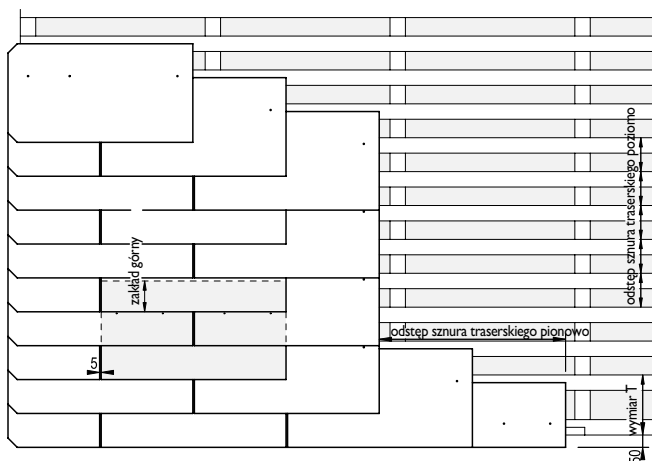 odstęp sznura traserskiego poziomo
zakład górny
odstęp sznura traserskiego pionowo
5
wymiar T
50